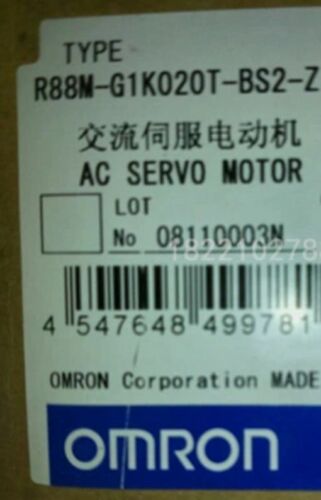 TYPE
R88M-G1K020T-BS2-Z
交流伺服电动机
AC SERVO MOTOR
LOT
No 08110003N
182210278
4 547648 499781
OMRON Corporation MADE
OMRON